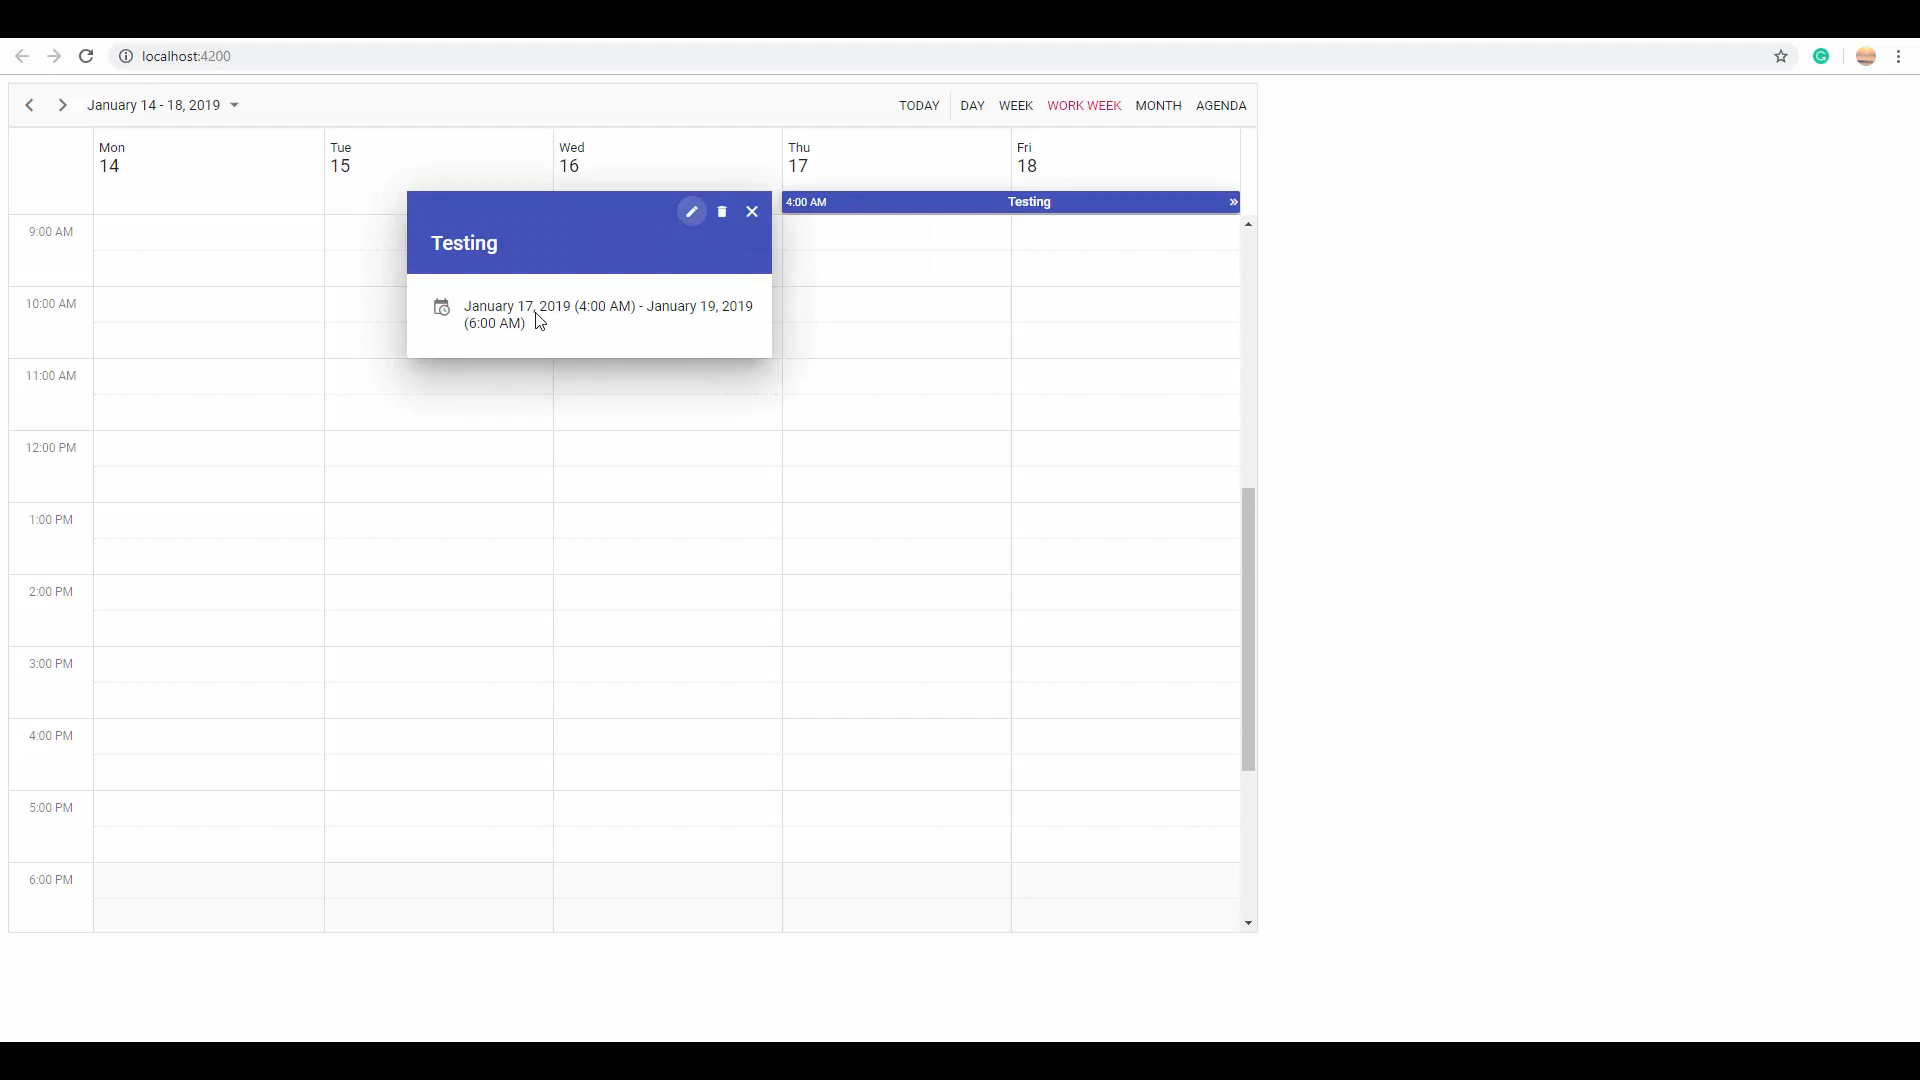 localhost:4200
January 14 - 18, 2019
TODAY DAY WEEK WORK WEEK MONTH AGENDA
Mon Tue Wed Thu Fri
14 15 16 17 18
4:00 AM Testing »
Testing
January 17, 2019 (4:00 AM) - January 19, 2019
(6:00 AM)
9:00 AM
10:00 AM
11:00 AM
12:00 PM
1:00 PM
2:00 PM
3:00 PM
4:00 PM
5:00 PM
6:00 PM